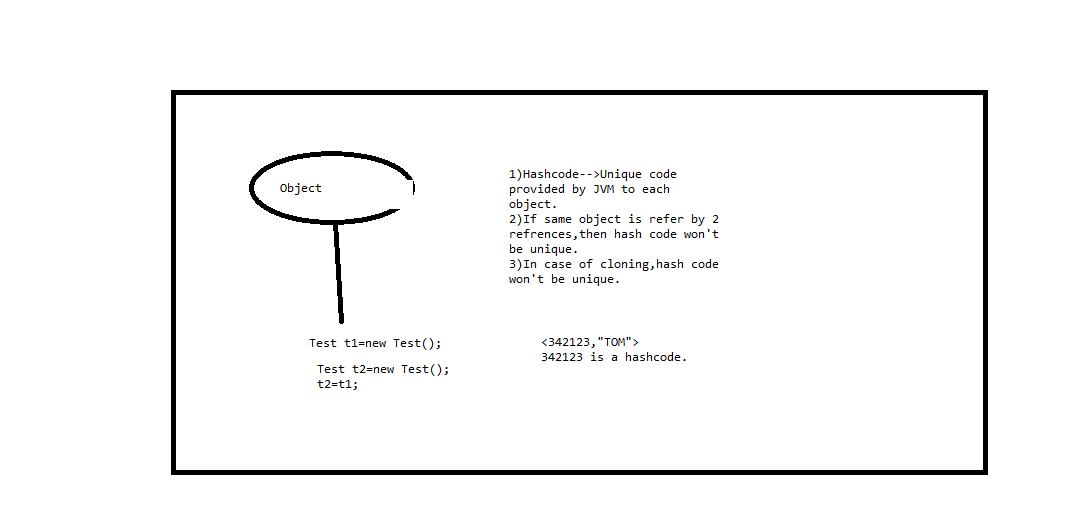 Object
1)Hashcode-->Unique code
provided by JVM to each
object.
2)If same object is refer by 2
refrences,then hash code won't
be unique.
3)In case of cloning,hash code
won't be unique.
Test t1=new Test();
Test t2=new Test();
t2=t1;
<342123,"TOM">
342123 is a hashcode.